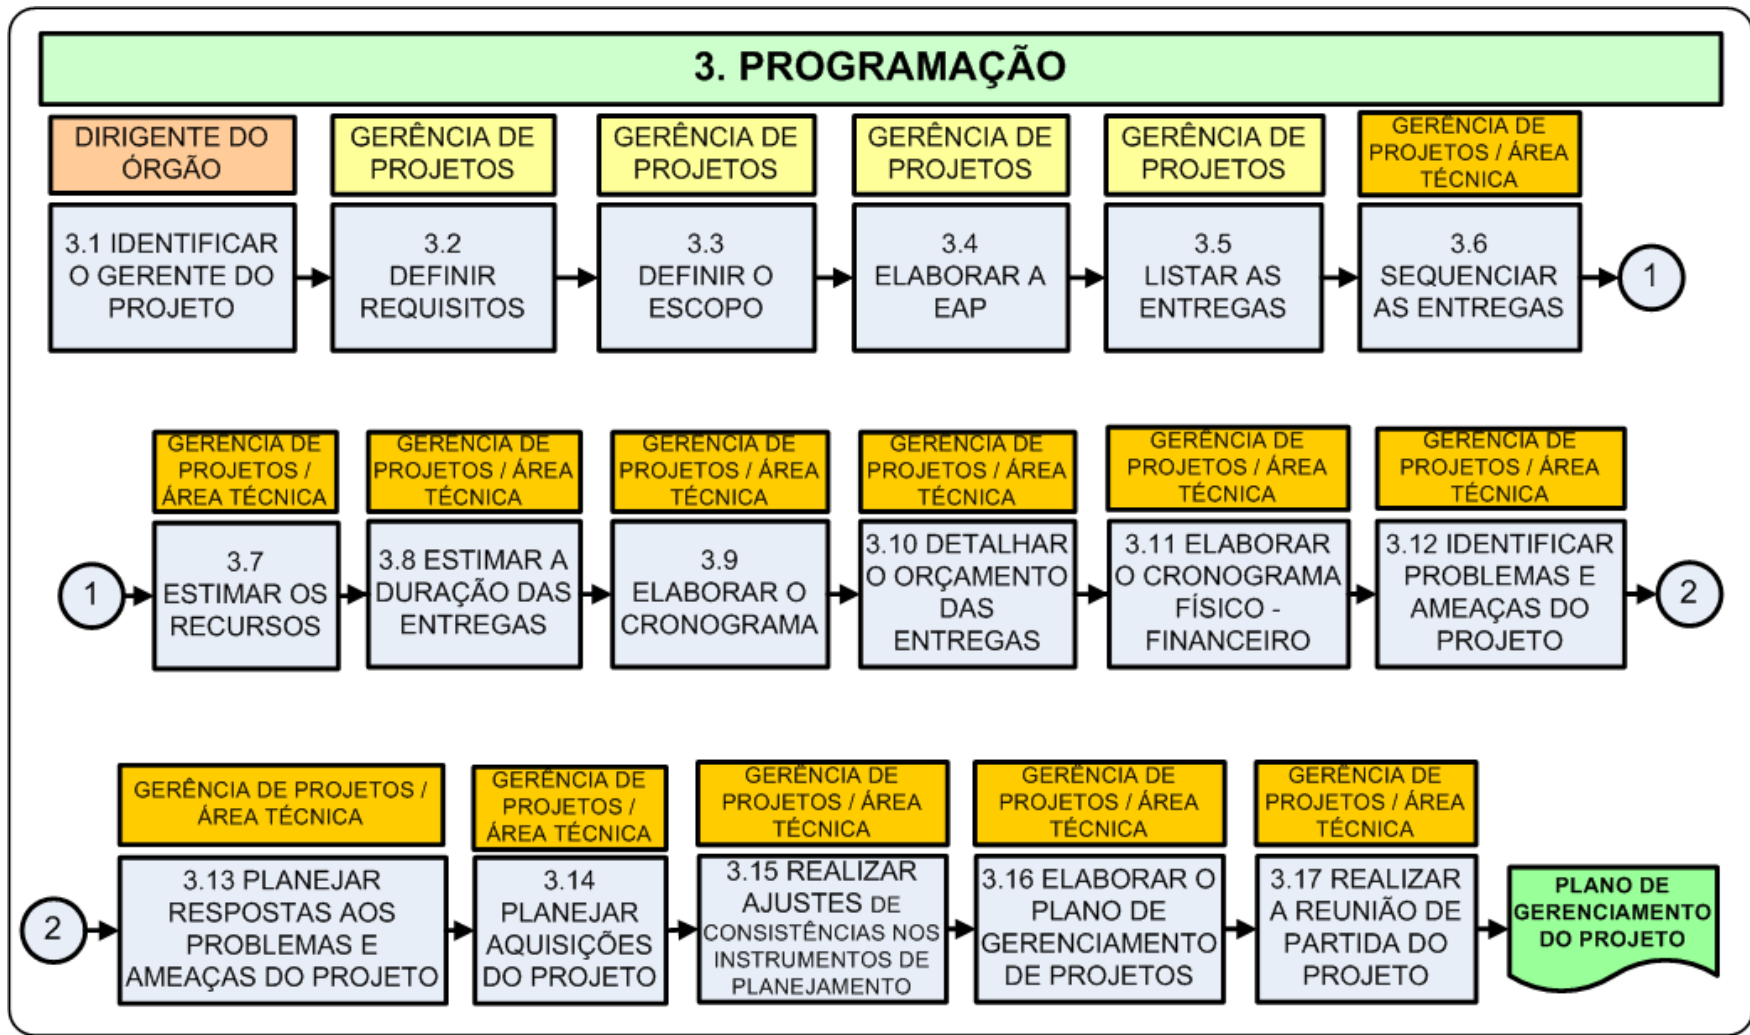 3. PROGRAMAÇÃO
DIRIGENTE DO
ÓRGÃO
GERÊNCIA DE
PROJETOS
GERÊNCIA DE
PROJETOS
GERÊNCIA DE
PROJETOS
GERÊNCIA DE
PROJETOS
GERÊNCIA DE
PROJETOS / ÁREA
TÉCNICA
3.1 IDENTIFICAR
O GERENTE DO
PROJETO
3.2
DEFINIR
REQUISITOS
3.3
DEFINIR O
ESCOPO
3.4
ELABORAR A
EAP
3.5
LISTAR AS
ENTREGAS
3.6
SEQUENCIAR
AS ENTREGAS
1
GERÊNCIA DE
PROJETOS /
ÁREA TÉCNICA
GERÊNCIA DE
PROJETOS / ÁREA
TÉCNICA
GERÊNCIA DE
PROJETOS / ÁREA
TÉCNICA
GERÊNCIA DE
PROJETOS / ÁREA
TÉCNICA
GERÊNCIA DE
PROJETOS / ÁREA
TÉCNICA
GERÊNCIA DE
PROJETOS / ÁREA
TÉCNICA
1
3.7
ESTIMAR OS
RECURSOS
3.8 ESTIMAR A
DURAÇÃO DAS
ENTREGAS
3.9
ELABORAR O
CRONOGRAMA
3.10 DETALHAR
O ORÇAMENTO
DAS
ENTREGAS
3.11 ELABORAR
O CRONOGRAMA
FÍSICO -
FINANCEIRO
3.12 IDENTIFICAR
PROBLEMAS E
AMEAÇAS DO
PROJETO
2
GERÊNCIA DE PROJETOS /
ÁREA TÉCNICA
GERÊNCIA DE
PROJETOS /
ÁREA TÉCNICA
GERÊNCIA DE
PROJETOS / ÁREA
TÉCNICA
GERÊNCIA DE
PROJETOS / ÁREA
TÉCNICA
GERÊNCIA DE
PROJETOS / ÁREA
TÉCNICA
2
3.13 PLANEJAR
RESPOSTAS AOS
PROBLEMAS E
AMEAÇAS DO PROJETO
3.14
PLANEJAR
AQUISIÇÕES
DO PROJETO
3.15 REALIZAR
AJUSTES DE
CONSISTÊNCIAS NOS
INSTRUMENTOS DE
PLANEJAMENTO
3.16 ELABORAR O
PLANO DE
GERENCIAMENTO
DE PROJETOS
3.17 REALIZAR
A REUNIÃO DE
PARTIDA DO
PROJETO
PLANO DE
GERENCIAMENTO
DO PROJETO